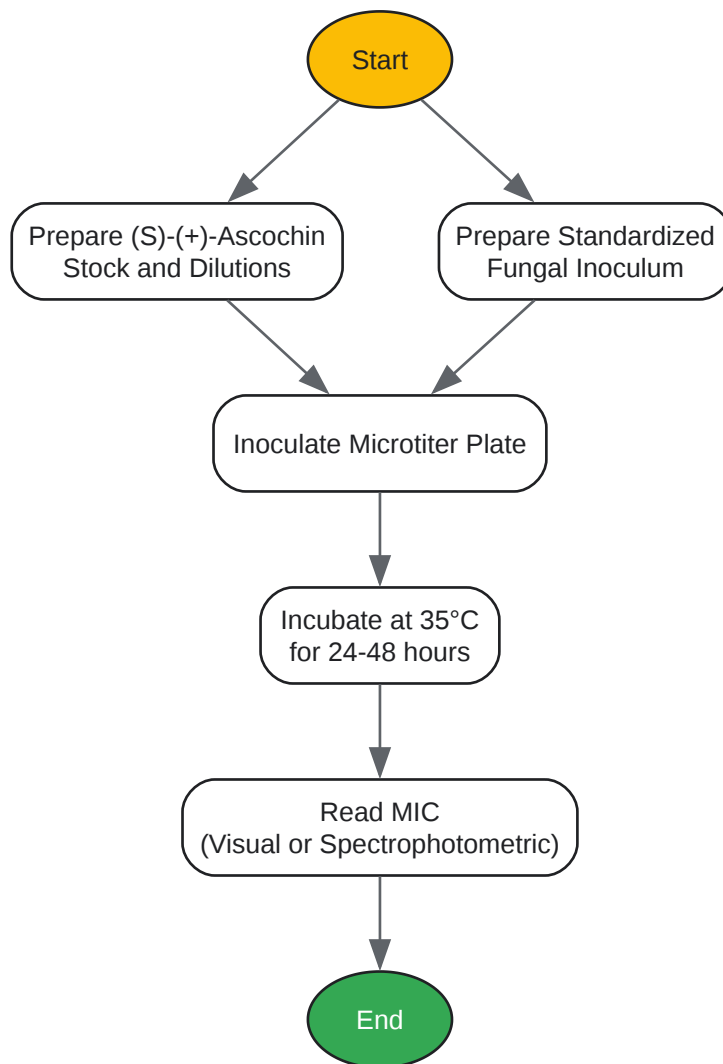 Start
Prepare (S)-(+)-Ascochin
Stock and Dilutions
Prepare Standardized
Fungal Inoculum
Inoculate Microtiter Plate
Incubate at 35°C
for 24-48 hours
Read MIC
(Visual or Spectrophotometric)
End